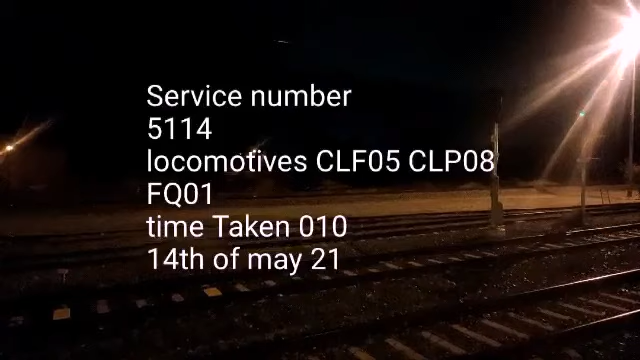 Service number
5114
locomotives CLF05 CLP08
FQ01
time Taken 010
14th of may 21